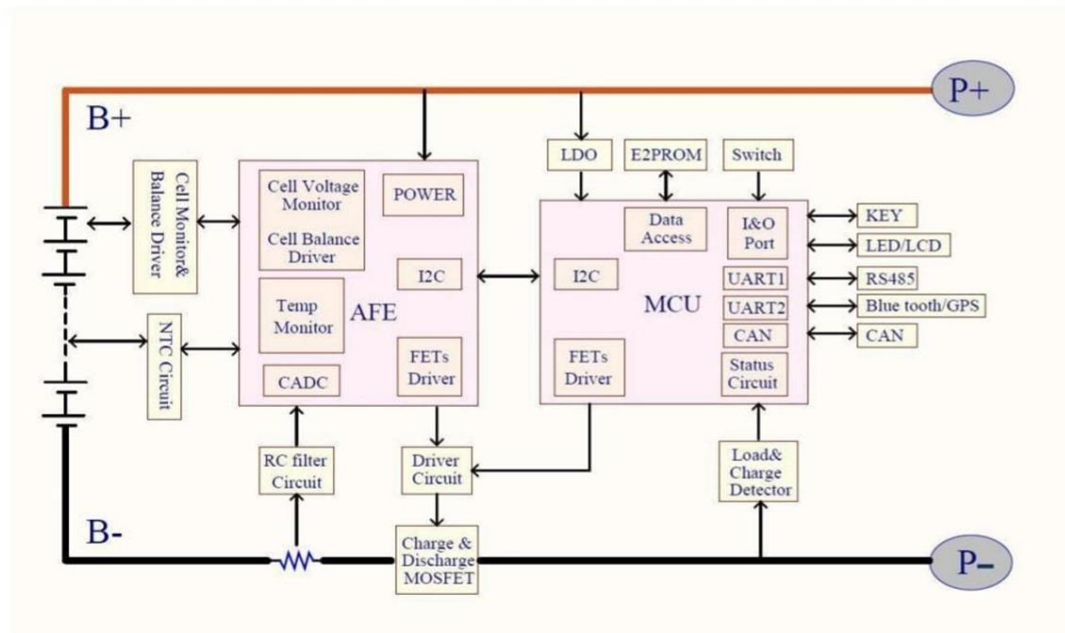 P+
B+
LDO
E2PROM
Switch
Cell Monitor&
Balance Driver
Cell Voltage
Monitor
Cell Balance
Driver
POWER
Data
Access
I&O
Port
KEY
LED/LCD
I2C
I2C
UART1
RS485
Temp
Monitor
AFE
MCU
UART2
Blue tooth/GPS
CAN
CAN
NTC Circuit
FETs
Driver
FETs
Driver
Status
Circuit
CADC
RC filter
Circuit
Driver
Circuit
Load&
Charge
Detector
B-
Charge &
Discharge
MOSFET
P-